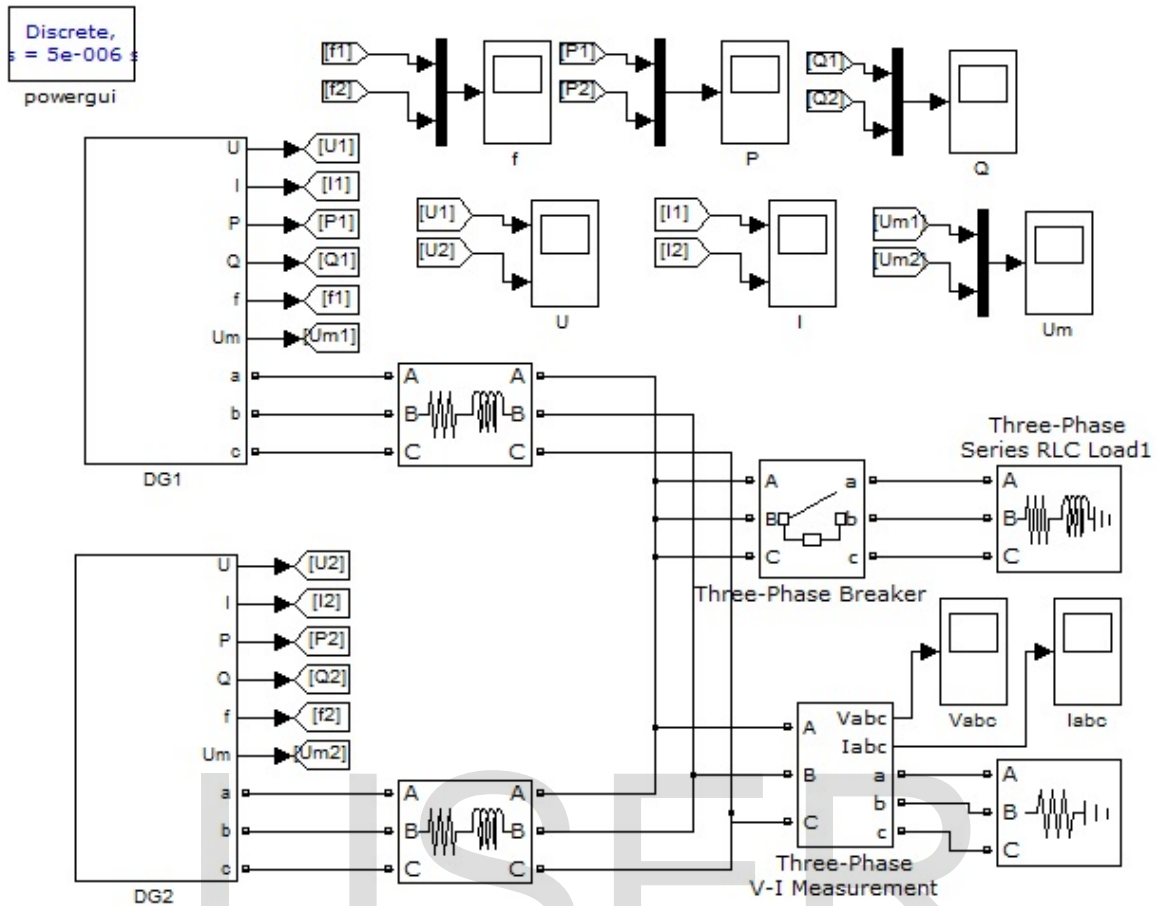 Discrete,
s = 5e-006 s
powergui
[f1]
[f2]
f
[P1]
[P2]
P
[Q1]
[Q2]
Q
[U1]
[U2]
U
[I1]
[I2]
I
[Um1]
[Um2]
Um
U
[U1]
I
[I1]
P
[P1]
Q
[Q1]
f
[f1]
Um
[Um1]
a
b
c
DG1
A
B
C
A
B
C
A
B
C
a
b
c
Three-Phase Breaker
Three-Phase
Series RLC Load1
A
B
C
U
[U2]
I
[I2]
P
[P2]
Q
[Q2]
f
[f2]
Um
[Um2]
a
b
c
DG2
A
B
C
A
B
C
A
B
C
Vabc
Iabc
a
b
c
Three-Phase
V-I Measurement
Vabc
Iabc
A
B
C
IJSER